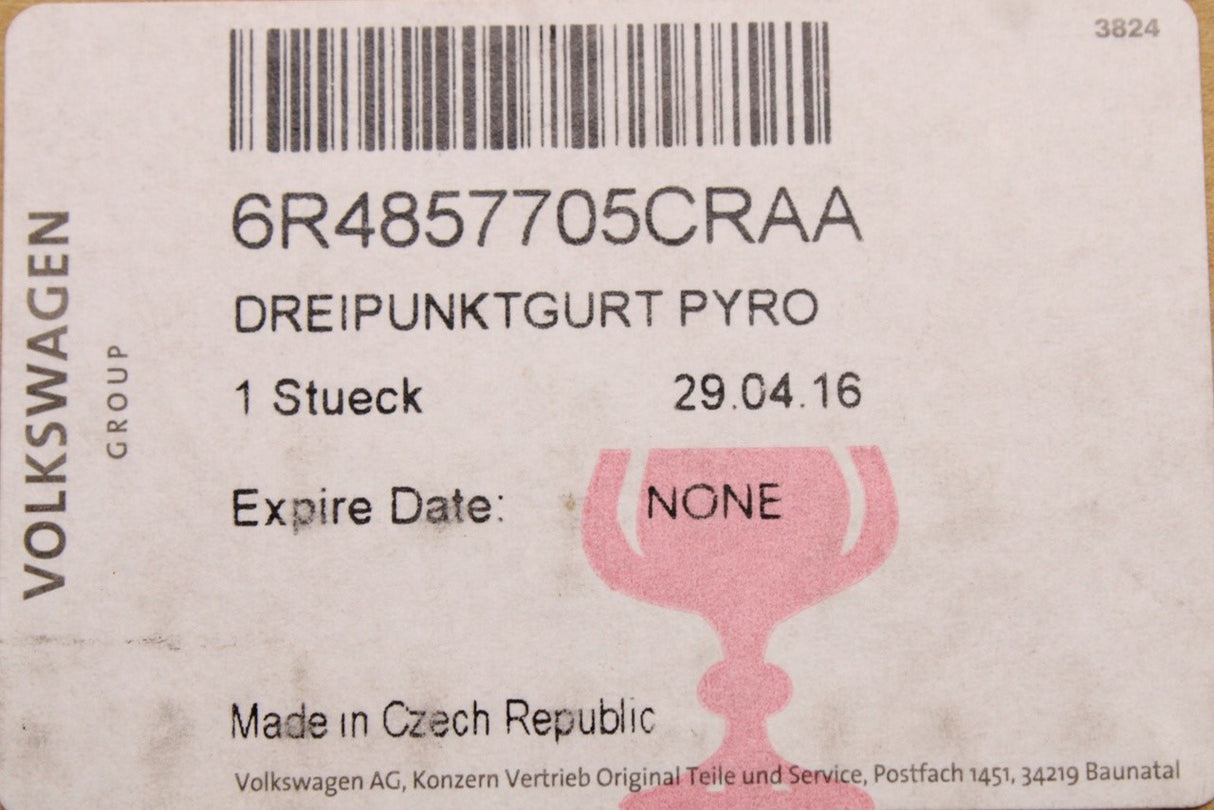 3824
6R4857705CRAA
DREIPUNKTGURT PYRO
1 Stueck 29.04.16
Expire Date: NONE
Made in Czech Republic
Volkswagen AG, Konzern Vertrieb Original Teile und Service, Postfach 1451, 34219 Baunatal
VOLKSWAGEN
GROUP